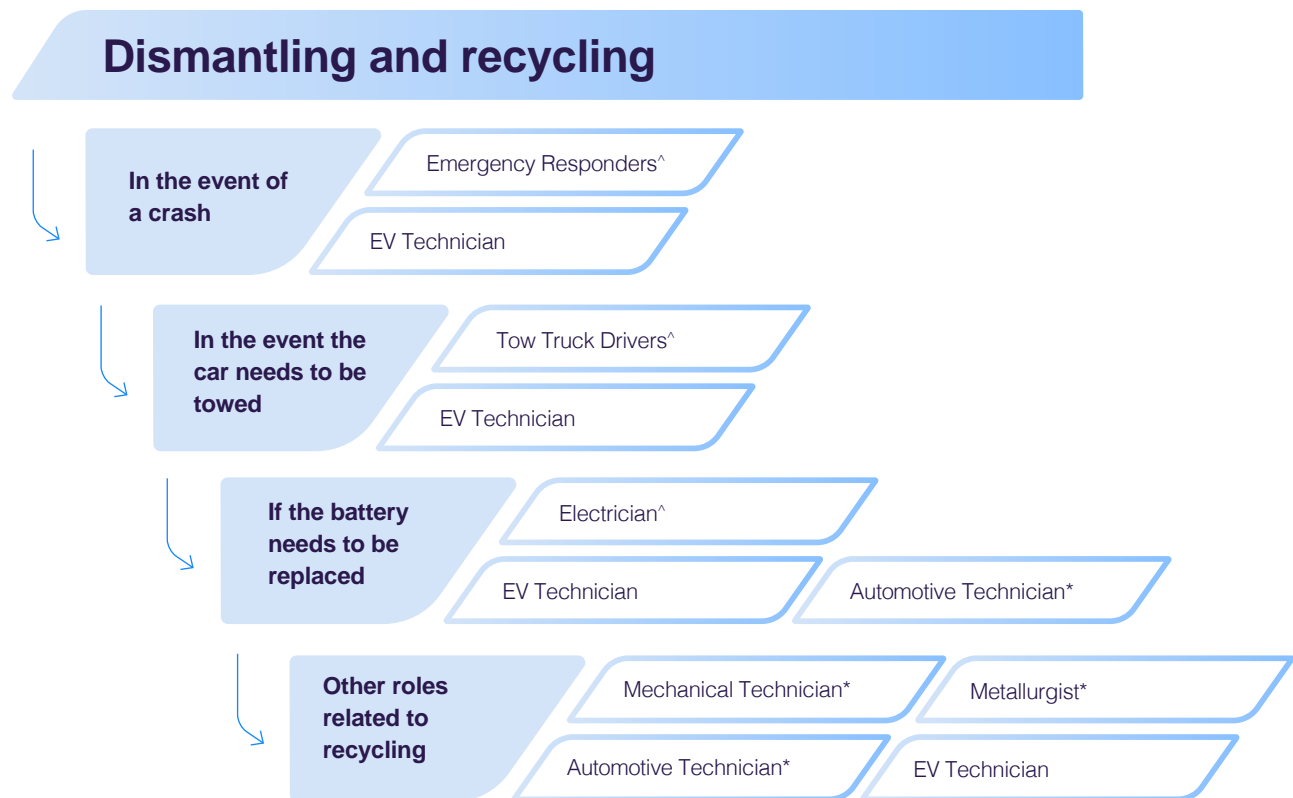 Dismantling and recycling
In the event of
a crash
Emergency Responders^
EV Technician
In the event the
car needs to be
towed
Tow Truck Drivers^
EV Technician
If the battery
needs to be
replaced
Electrician^
EV Technician
Automotive Technician*
Other roles
related to
recycling
Mechanical Technician*
Metallurgist*
Automotive Technician*
EV Technician